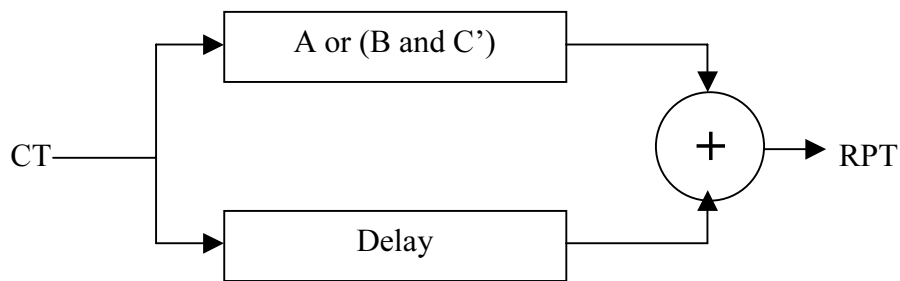 A or (B and C’)
CT
+
RPT
Delay